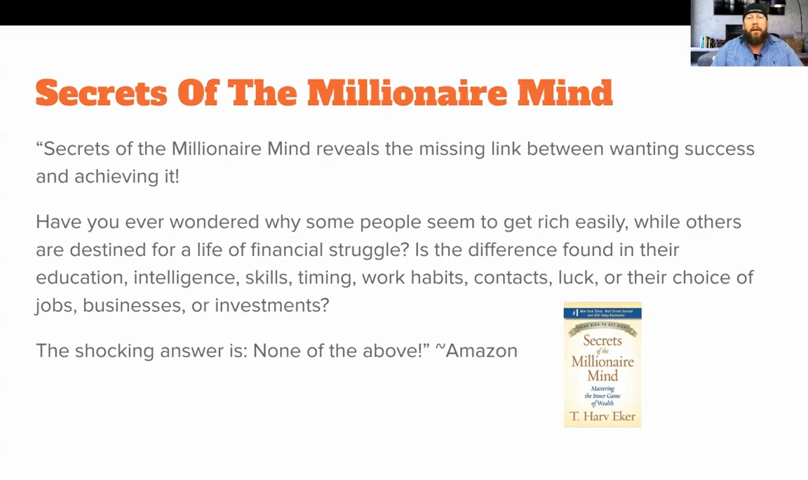 Secrets Of The Millionaire Mind
“Secrets of the Millionaire Mind reveals the missing link between wanting success
and achieving it!
Have you ever wondered why some people seem to get rich easily, while others
are destined for a life of financial struggle? Is the difference found in their
education, intelligence, skills, timing, work habits, contacts, luck, or their choice of
jobs, businesses, or investments?
The shocking answer is: None of the above!” ~Amazon
Secrets
of the
Millionaire
Mind
Mastering
the Inner Game
of Wealth
T. Harv Eker